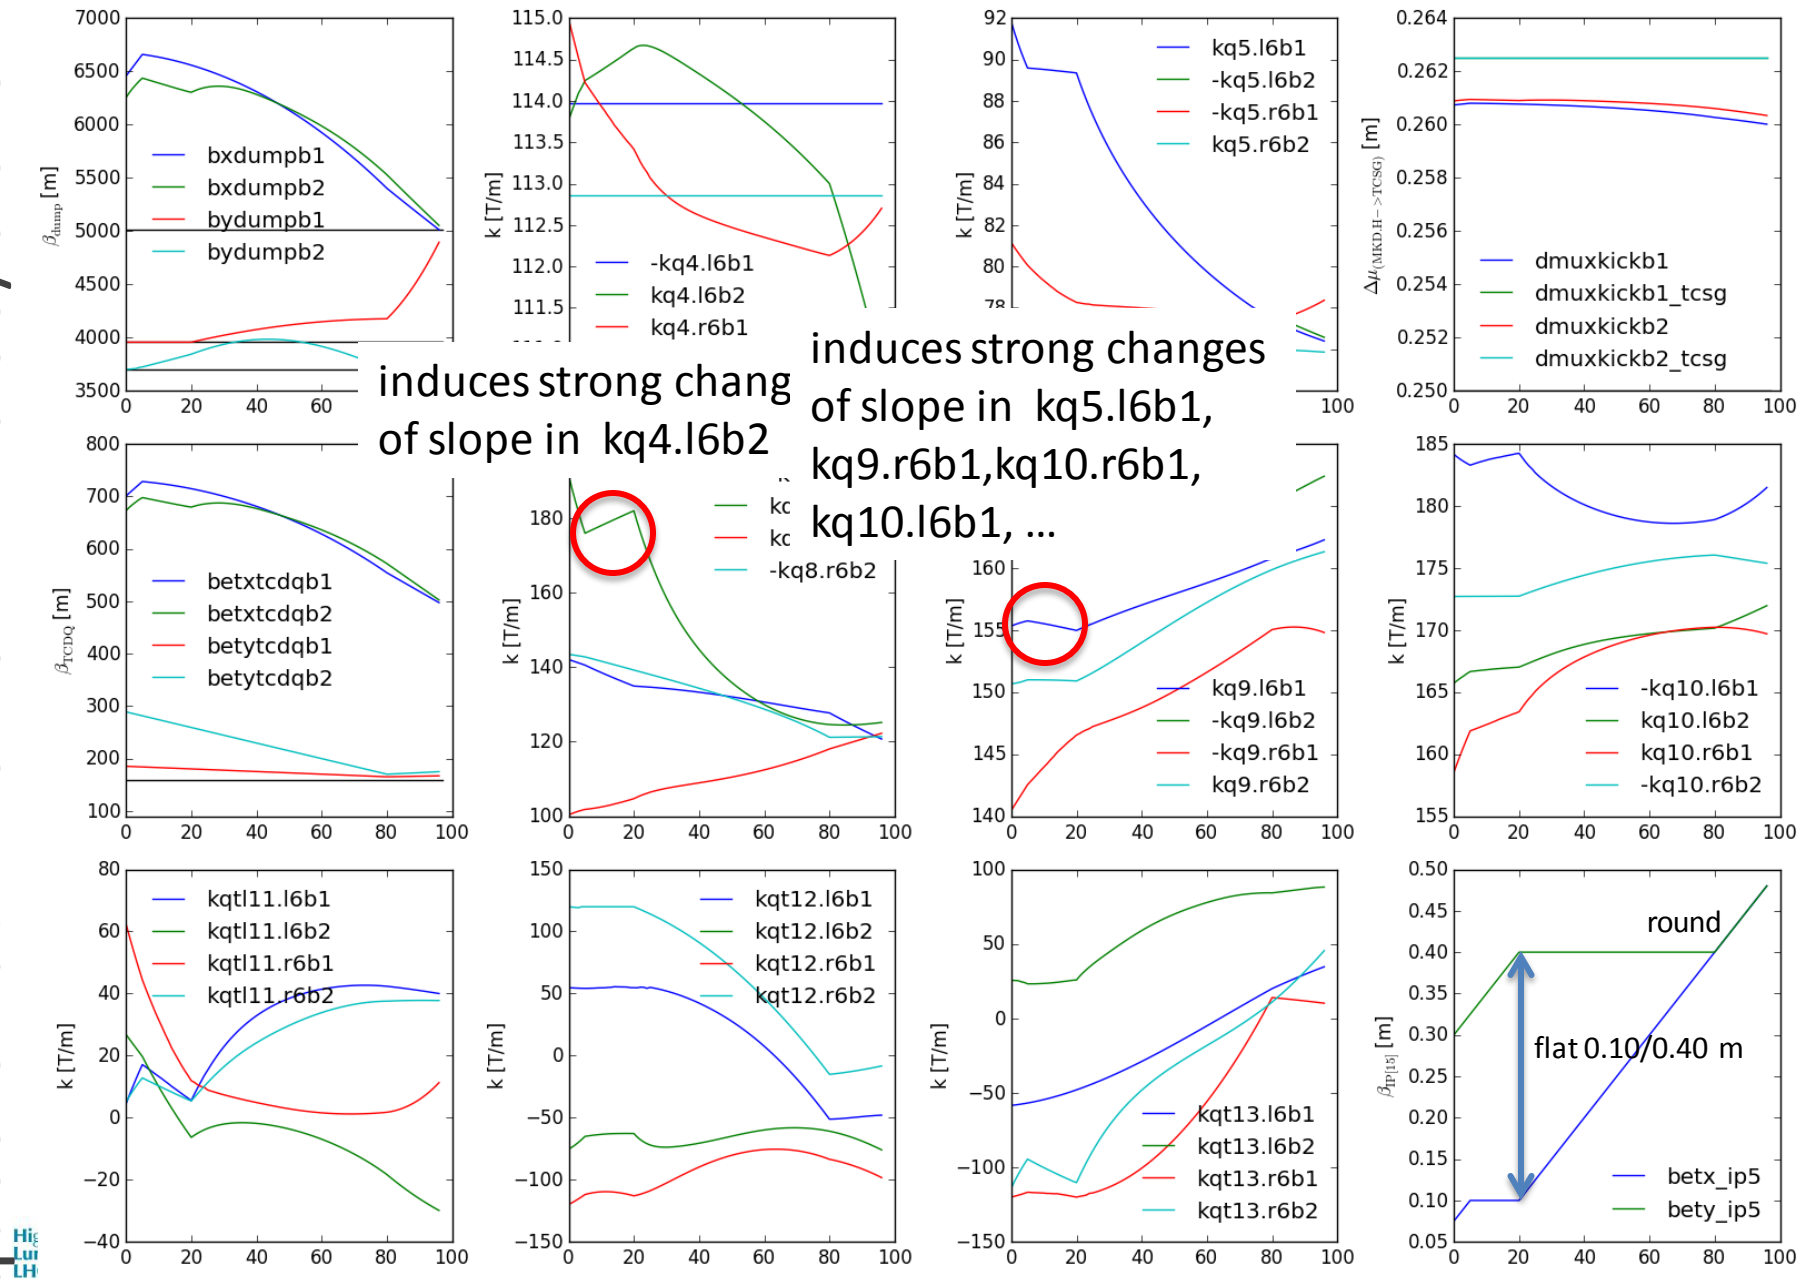 7000
6500
6000
5500
5000
4500
4000
3500
0
20
40
60
β dump [m]
bxdumpb1
bxdumpb2
bydumpb1
bydumpb2
115.0
114.5
114.0
113.5
113.0
112.5
112.0
111.5
k [T/m]
-kq4.l6b1
kq4.l6b2
kq4.r6b1
92
90
88
86
84
82
80
78
k [T/m]
kq5.l6b1
-kq5.l6b2
-kq5.r6b1
kq5.r6b2
100
0.264
0.262
0.260
0.258
0.256
0.254
0.252
0.250
0 20 40 60 80 100
Δμ(MKD.H−>TCSG) [m]
dmuxkickb1
dmuxkickb1_tcsg
dmuxkickb2
dmuxkickb2_tcsg
induces strong chang
of slope in kq4.l6b2
induces strong changes
of slope in kq5.l6b1,
kq9.r6b1,kq10.r6b1,
kq10.l6b1, ...
800
700
600
500
400
300
200
100
0 20 40 60 80 100
β TCDQ [m]
betxtcdqb1
betxtcdqb2
betytcdqb1
betytcdqb2
180
160
140
120
100
0 20 40 60 80 100
k [T/m]
-kq8.r6b2
160
155
150
145
140
0 20 40 60 80 100
k [T/m]
kq9.l6b1
-kq9.l6b2
-kq9.r6b1
kq9.r6b2
185
180
175
170
165
160
155
0 20 40 60 80 100
k [T/m]
-kq10.l6b1
kq10.l6b2
kq10.r6b1
-kq10.r6b2
80
60
40
20
0
−20
−40
0 20 40 60 80 100
k [T/m]
kqtl11.l6b1
kqtl11.l6b2
kqtl11.r6b1
kqtl11.r6b2
150
100
50
0
−50
−100
−150
0 20 40 60 80 100
k [T/m]
kqt12.l6b1
kqt12.l6b2
kqt12.r6b1
kqt12.r6b2
100
50
0
−50
−100
−150
0 20 40 60 80 100
k [T/m]
kqt13.l6b1
kqt13.l6b2
kqt13.r6b1
kqt13.r6b2
0.50
0.45
0.40
0.35
0.30
0.25
0.20
0.15
0.10
0.05
0 20 40 60 80 100
β IP[15] [m]
round
flat 0.10/0.40 m
betx_ip5
bety_ip5